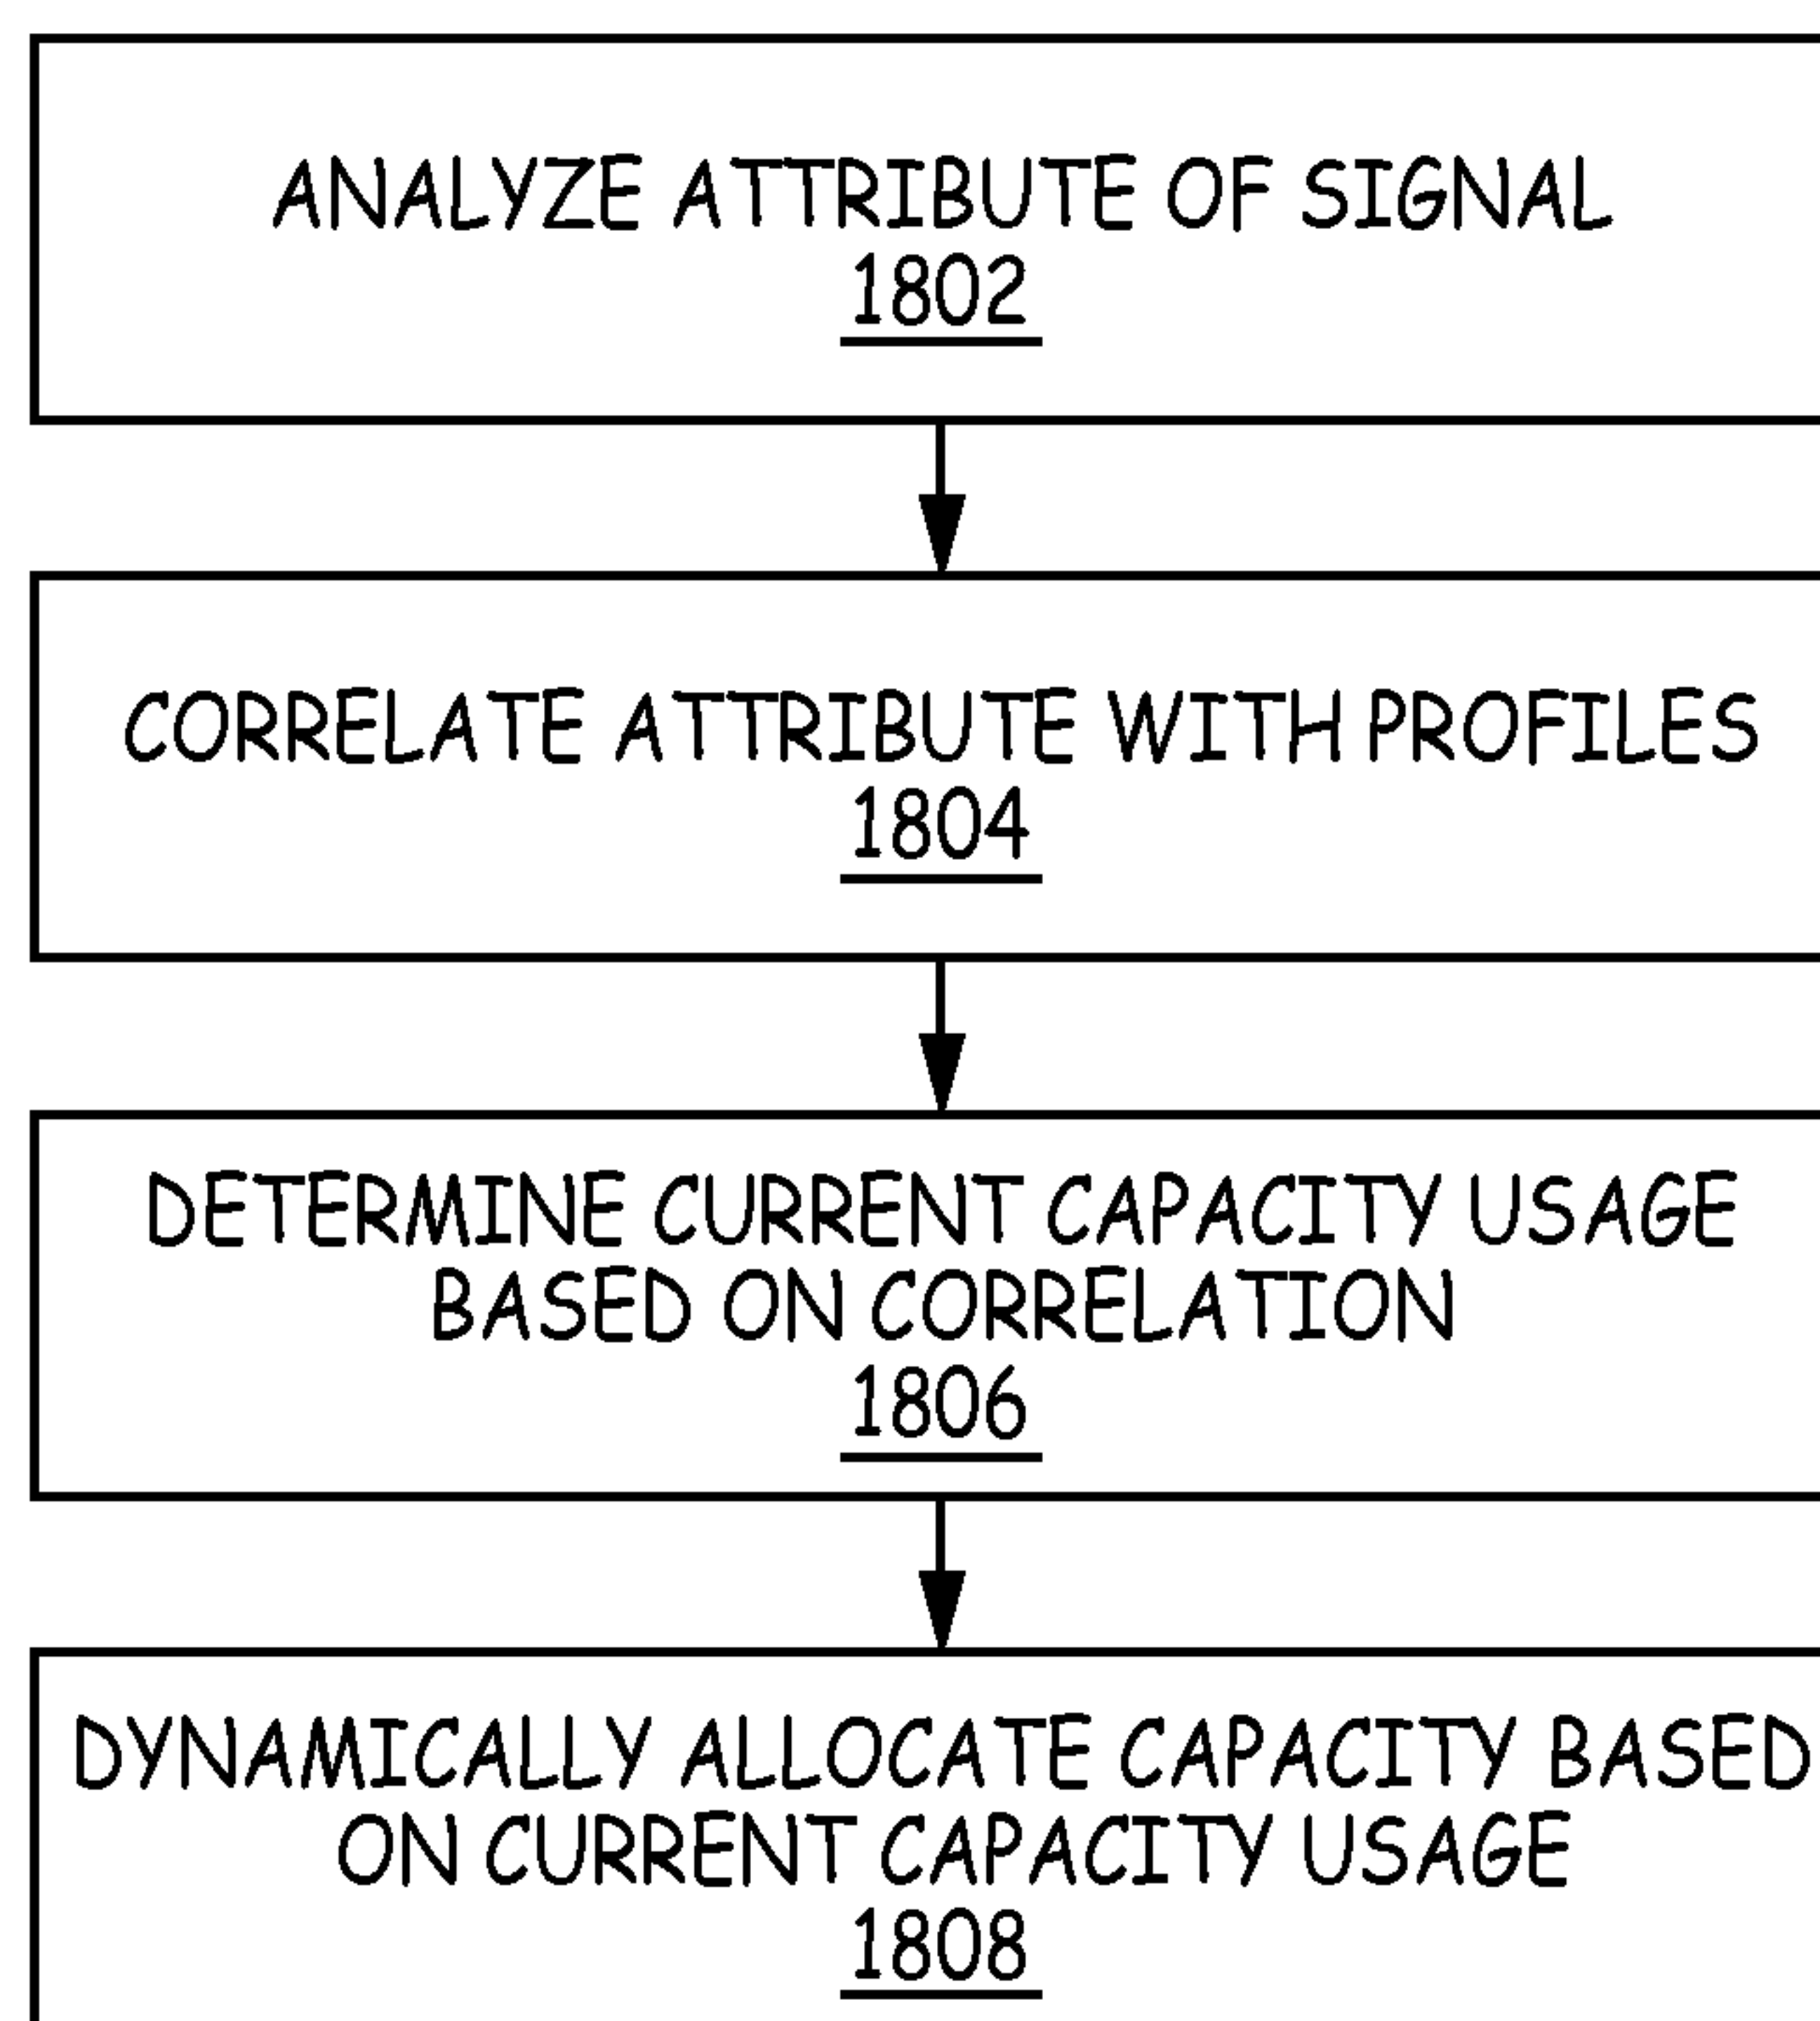 ANALYZE ATTRIBUTE OF SIGNAL
1802
CORRELATE ATTRIBUTE WITH PROFILES
1804
DETERMINE CURRENT CAPACITY USAGE
BASED ON CORRELATION
1806
DYNAMICALLY ALLOCATE CAPACITY BASED
ON CURRENT CAPACITY USAGE
1808